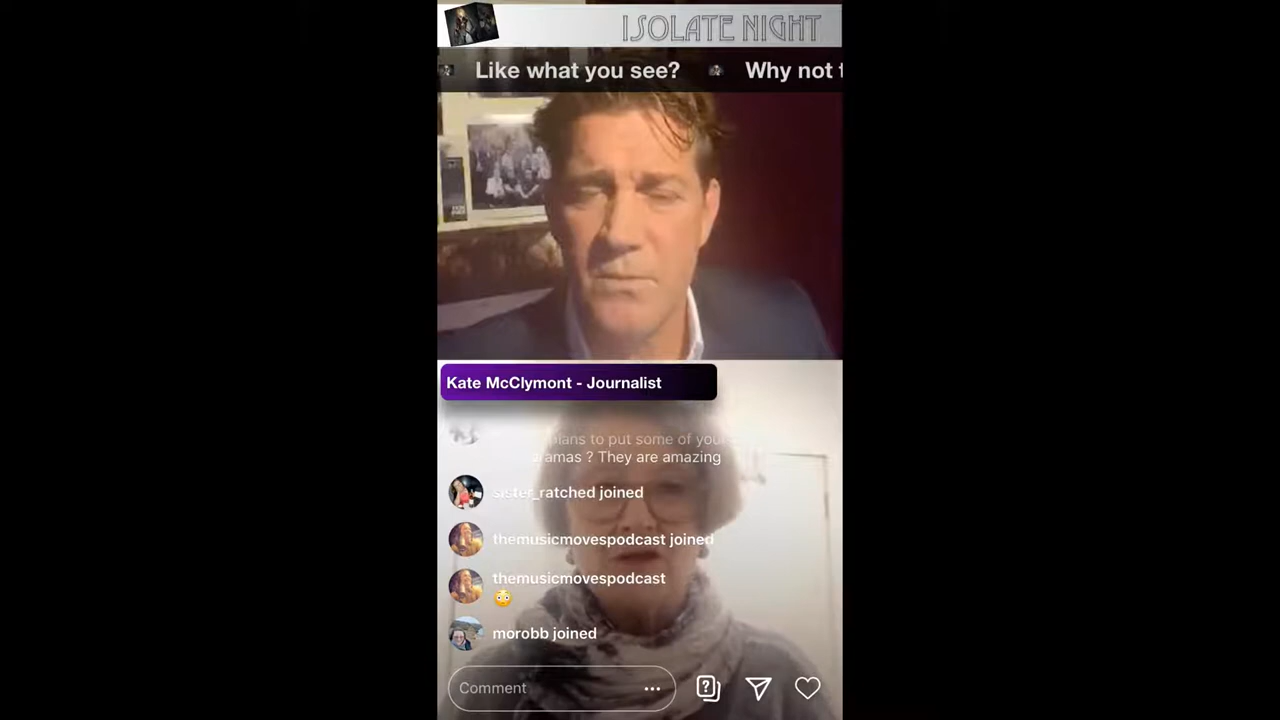 ISOLATE NIGHT
Like what you see?
Why not t
Kate McClymont - Journalist
plans to put some of your
amas ? They are amazing
sister_ratched joined
themusicmovespodcast joined
themusicmovespodcast
😳
morobb joined
Comment